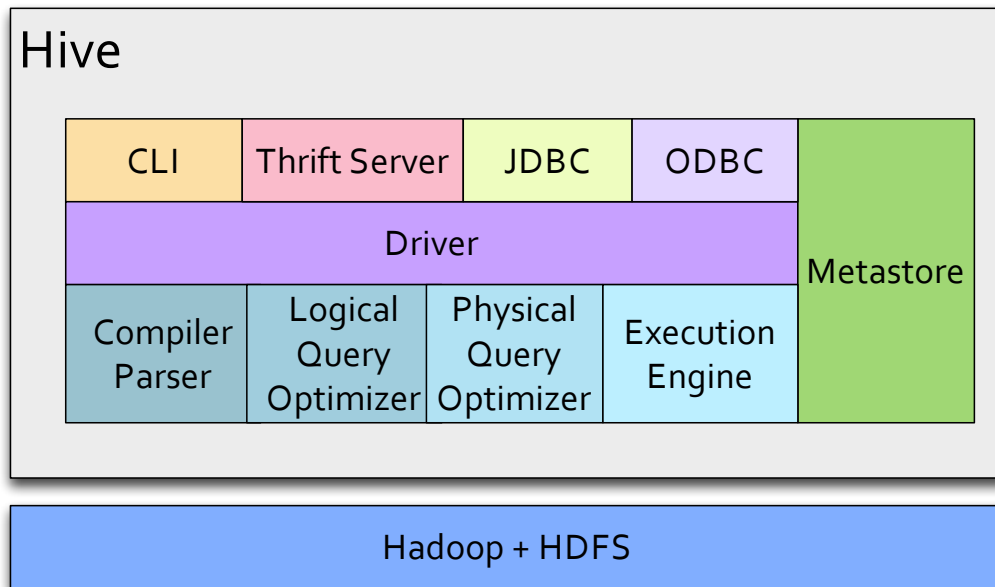 Hive
CLI
Thrift Server
JDBC
ODBC
Driver
Metastore
Compiler
Parser
Logical
Query
Optimizer
Physical
Query
Optimizer
Execution
Engine
Hadoop + HDFS